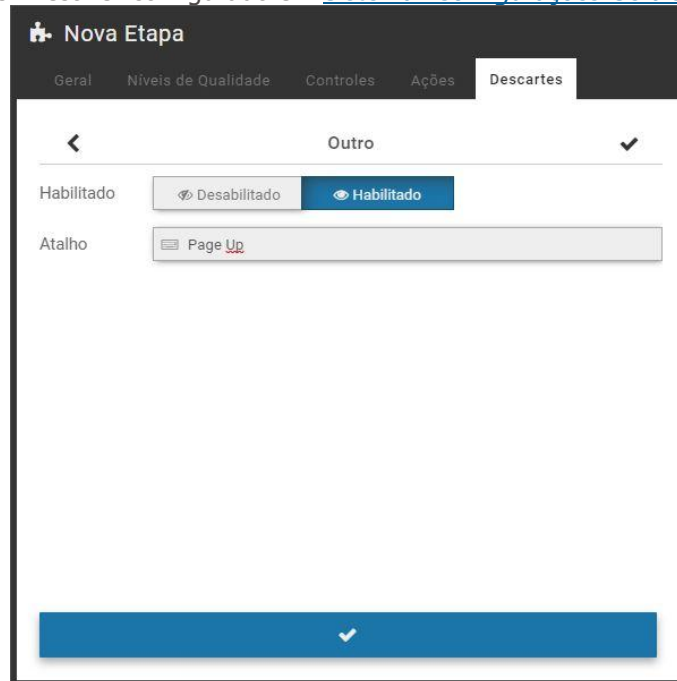 Nova Etapa
Geral Níveis de Qualidade Controles Ações Descartes
Outro
Habilitado Desabilitado Habilitado
Atalho Page Up